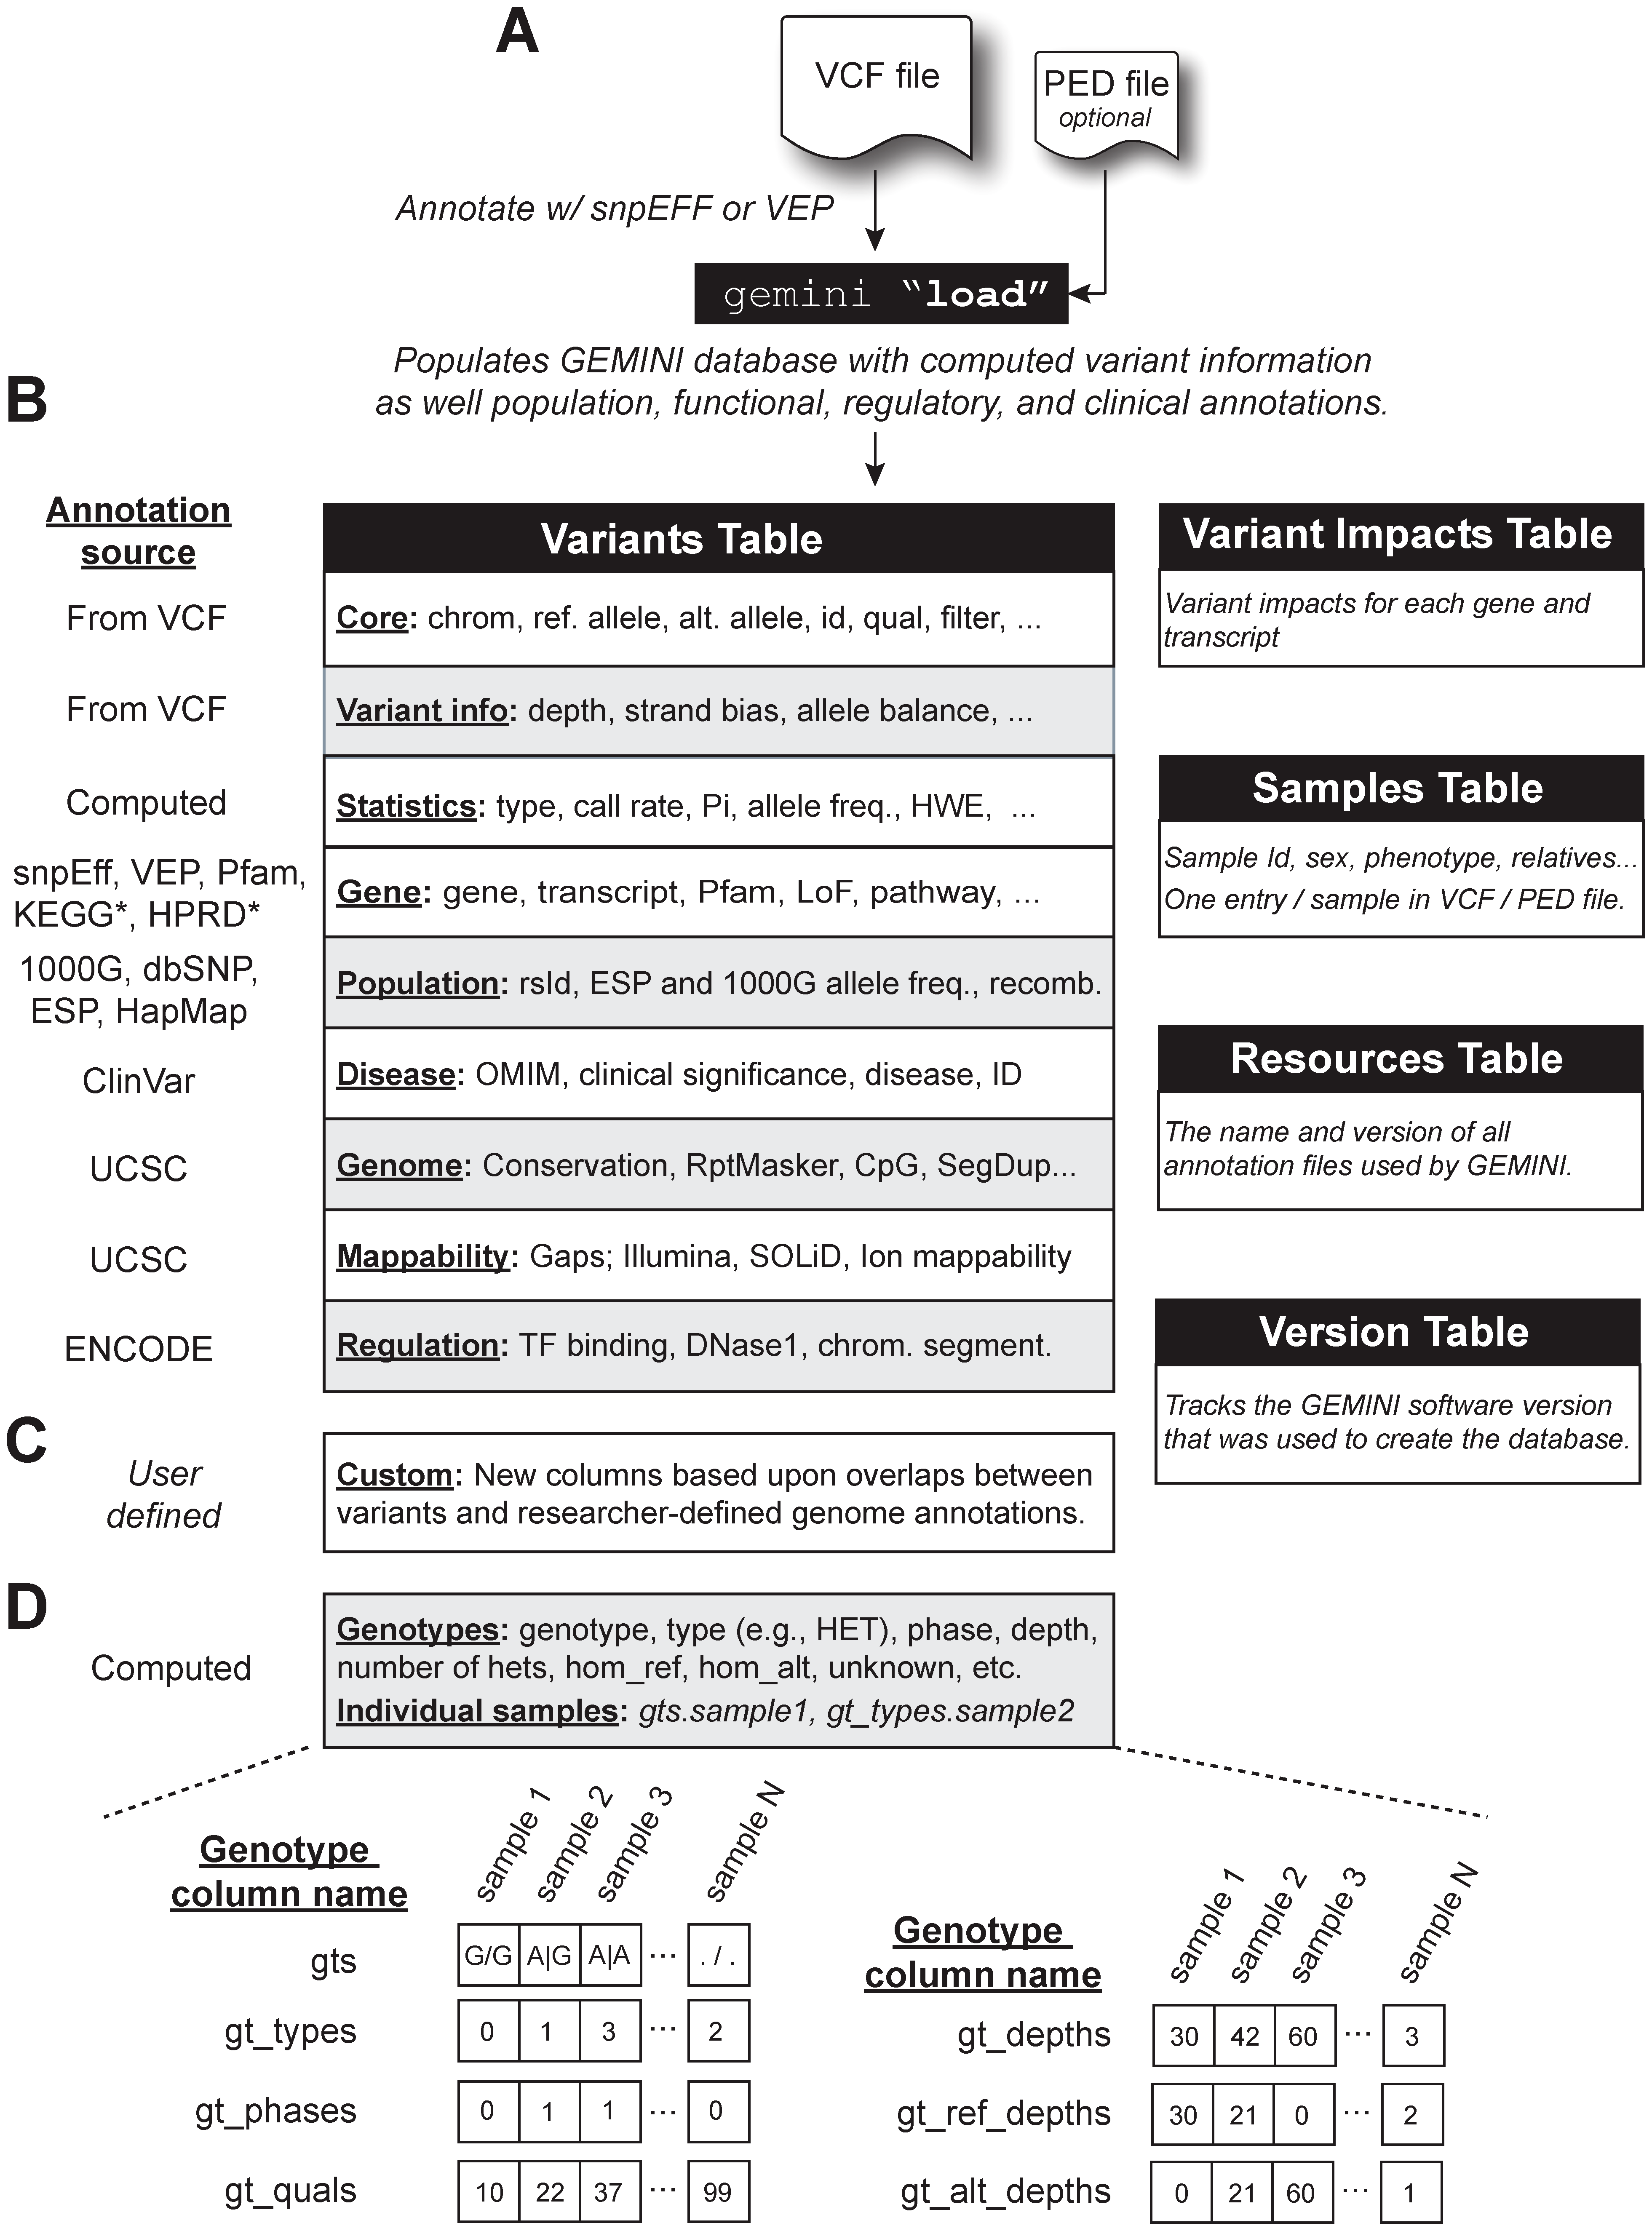 A
VCF file
PED file
optional
Annotate w/ snpEFF or VEP
gemini “load”
Populates GEMINI database with computed variant information
as well population, functional, regulatory, and clinical annotations.
B
Annotation
source
Variants Table
From VCF
Core: chrom, ref. allele, alt. allele, id, qual, filter, ...
From VCF
Variant info: depth, strand bias, allele balance, ...
Computed
Statistics: type, call rate, Pi, allele freq., HWE, ...
snpEff, VEP, Pfam,
KEGG*, HPRD*
Gene: gene, transcript, Pfam, LoF, pathway, ...
1000G, dbSNP,
ESP, HapMap
Population: rsId, ESP and 1000G allele freq., recomb.
ClinVar
Disease: OMIM, clinical significance, disease, ID
UCSC
Genome: Conservation, RptMasker, CpG, SegDup...
UCSC
Mappability: Gaps; Illumina, SOLiD, Ion mappability
ENCODE
Regulation: TF binding, DNase1, chrom. segment.
Variant Impacts Table
Variant impacts for each gene and
transcript
Samples Table
Sample Id, sex, phenotype, relatives...
One entry / sample in VCF / PED file.
Resources Table
The name and version of all
annotation files used by GEMINI.
Version Table
Tracks the GEMINI software version
that was used to create the database.
C
User
defined
Custom: New columns based upon overlaps between
variants and researcher-defined genome annotations.
D
Computed
Genotypes: genotype, type (e.g., HET), phase, depth,
number of hets, hom_ref, hom_alt, unknown, etc.
Individual samples: gts.sample1, gt_types.sample2
Genotype
column name
sample 1
sample 2
sample 3
sample N
gts G/G A|G A|A ... . / .
gt_types 0 1 3 ... 2
gt_phases 0 1 1 ... 0
gt_quals 10 22 37 ... 99
Genotype
column name
sample 1
sample 2
sample 3
sample N
gt_depths 30 42 60 ... 3
gt_ref_depths 30 21 0 ... 2
gt_alt_depths 0 21 60 ... 1